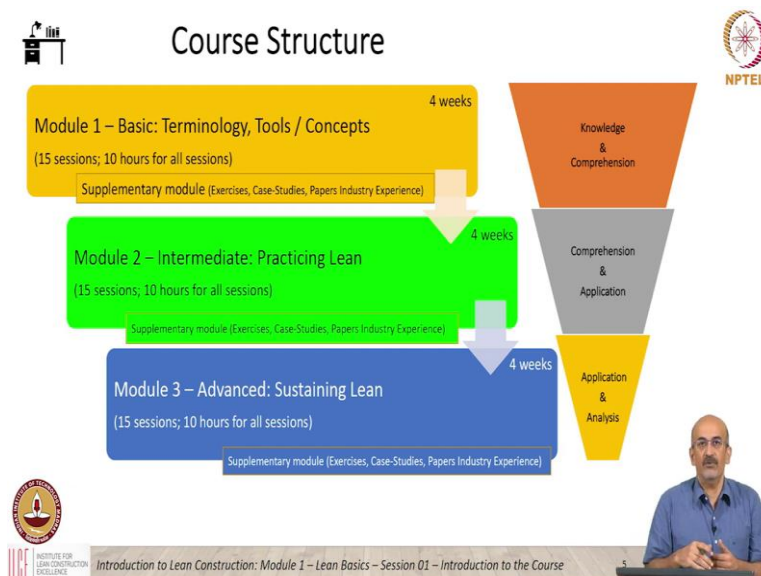 Course Structure
NPTEL
4 weeks
Module 1 – Basic: Terminology, Tools / Concepts
(15 sessions; 10 hours for all sessions)
Supplementary module (Exercises, Case-Studies, Papers Industry Experience)
Knowledge
&
Comprehension
4 weeks
Module 2 – Intermediate: Practicing Lean
(15 sessions; 10 hours for all sessions)
Supplementary module (Exercises, Case-Studies, Papers Industry Experience)
Comprehension
&
Application
4 weeks
Module 3 – Advanced: Sustaining Lean
(15 sessions; 10 hours for all sessions)
Supplementary module (Exercises, Case-Studies, Papers Industry Experience)
Application
&
Analysis
INDIAN INSTITUTE OF TECHNOLOGY MADRAS
INSTITUTE FOR
LEAN CONSTRUCTION
EXCELLENCE
Introduction to Lean Construction: Module 1 – Lean Basics – Session 01 – Introduction to the Course
5